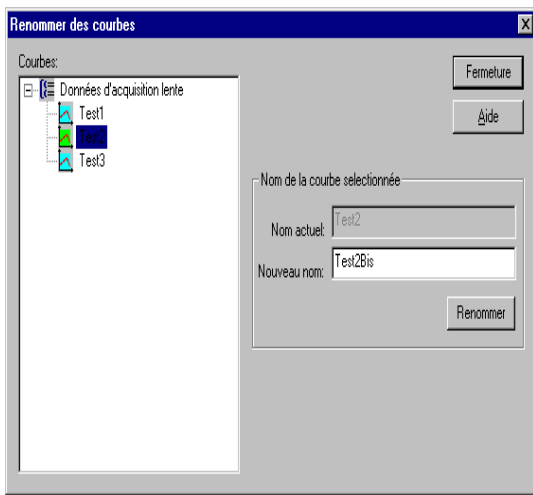 Renommer des courbes
Courbes:
Données d'acquisition lente
Test1
Test2
Test3
Fermeture
Aide
Nom de la courbe selectionnée
Nom actuel:
Test2
Nouveau nom:
Test2Bis
Renommer